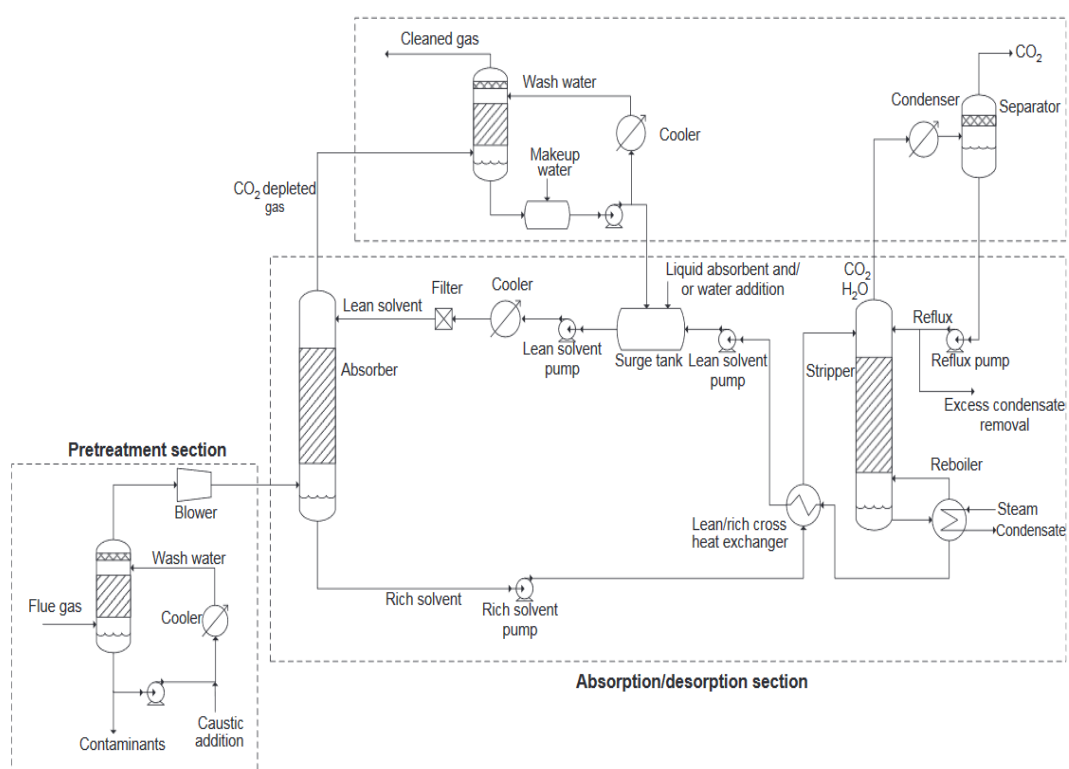 Cleaned gas
CO2
Wash water
Condenser
Separator
Cooler
Makeup
water
CO2 depleted
gas
Liquid absorbent and/
or water addition
CO2
H2O
Filter
Cooler
Lean solvent
Reflux
Absorber
Lean solvent
pump
Surge tank
Lean solvent
pump
Stripper
Reflux pump
Excess condensate
removal
Pretreatment section
Reboiler
Blower
Lean/rich cross
heat exchanger
Steam
Condensate
Wash water
Flue gas
Cooler
Rich solvent
Rich solvent
pump
Absorption/desorption section
Caustic
addition
Contaminants